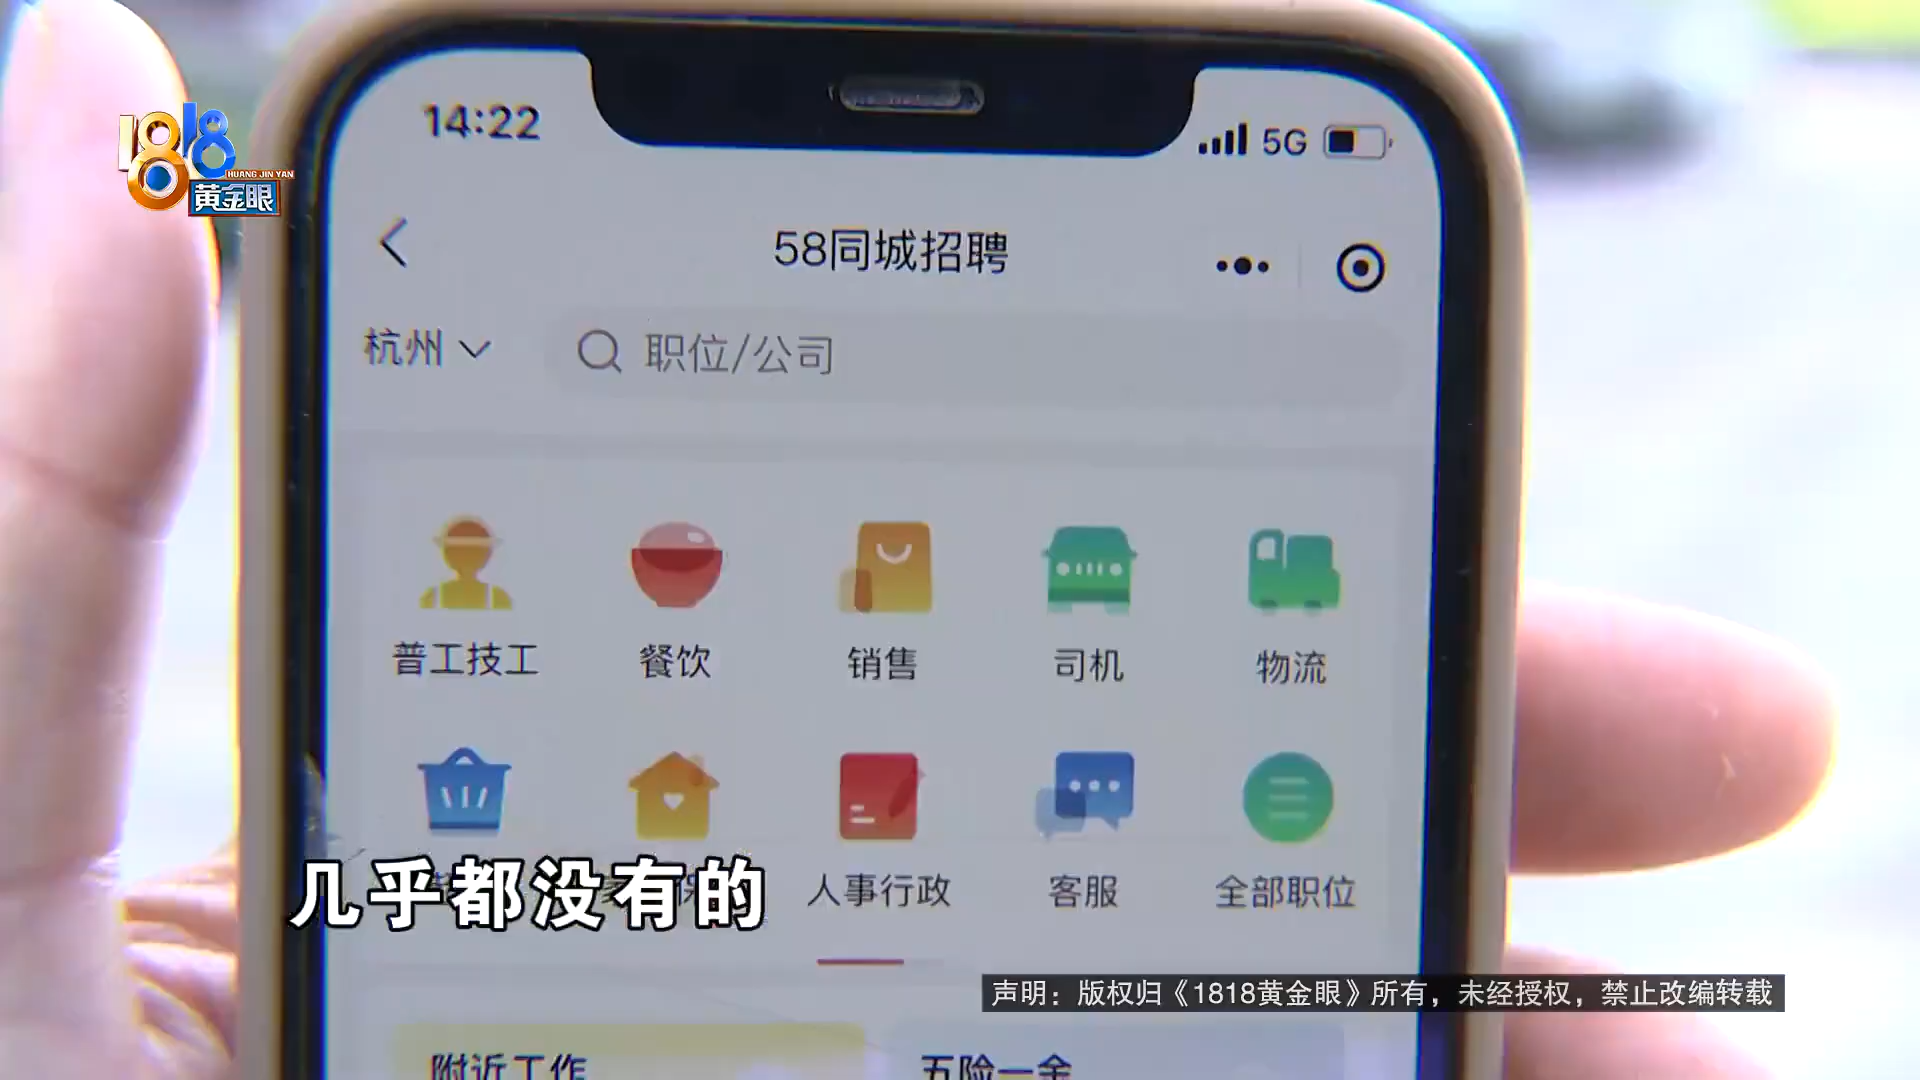 14:22
5G
1818
HUANG JIN YAN
黄金眼
58同城招聘
杭州
职位/公司
普工技工
餐饮
销售
司机
物流
人事行政
客服
全部职位
几乎都没有的
声明：版权归《1818黄金眼》所有，未经授权，禁止改编转载
附近工作
五险一金